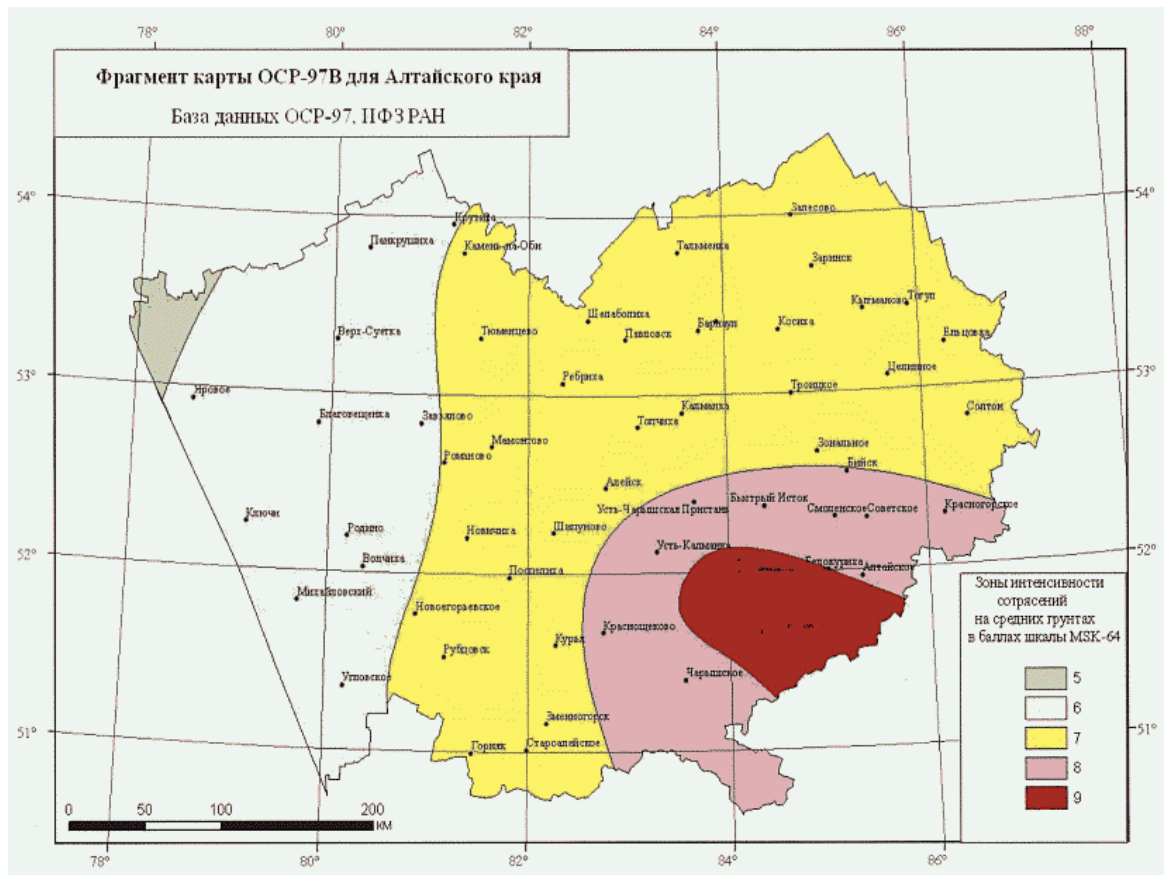 78°
80°
82°
84°
86°
88°
Фрагмент карты ОСР-97В для Алтайского края
База данных ОСР-97, ИФЗ РАН
54°
54°
Залесово
Крутиха
Панкрушиха
Камень-на-Оби
Тальменка
Заринск
Кытманово
Тогул
Шелаболиха
Барнаул
Косиха
Верх-Суетка
Тюменцево
Павловск
Ельцовка
53°
53°
Целинное
Ребриха
Троицкое
Яровое
Калманка
Солтон
Благовещенка
Завьялово
Топчиха
Мамонтово
Зональное
Романово
Бийск
Алейск
Быстрый Исток
Усть-Чарышская Пристань
Смоленское
Советское
Красногорское
Ключи
Родино
Новичиха
Шипуново
52°
52°
Усть-Калманка
Волчиха
Белокуриха
Алтайское
Поспелиха
Михайловский
Новоегорьевское
Краснощеково
Курья
Рубцовск
Угловское
Чарышское
Змеиногорск
51°
51°
Горняк
Староалейское
Зоны интенсивности
сотрясений
на средних грунтах
в баллах шкалы MSK-64
5
6
7
8
9
0
50
100
200
км
78°
80°
82°
84°
86°